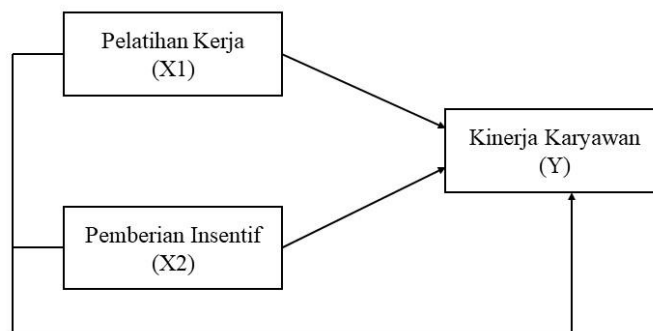 Pelatihan Kerja
(X1)
Kinerja Karyawan
(Y)
Pemberian Insentif
(X2)